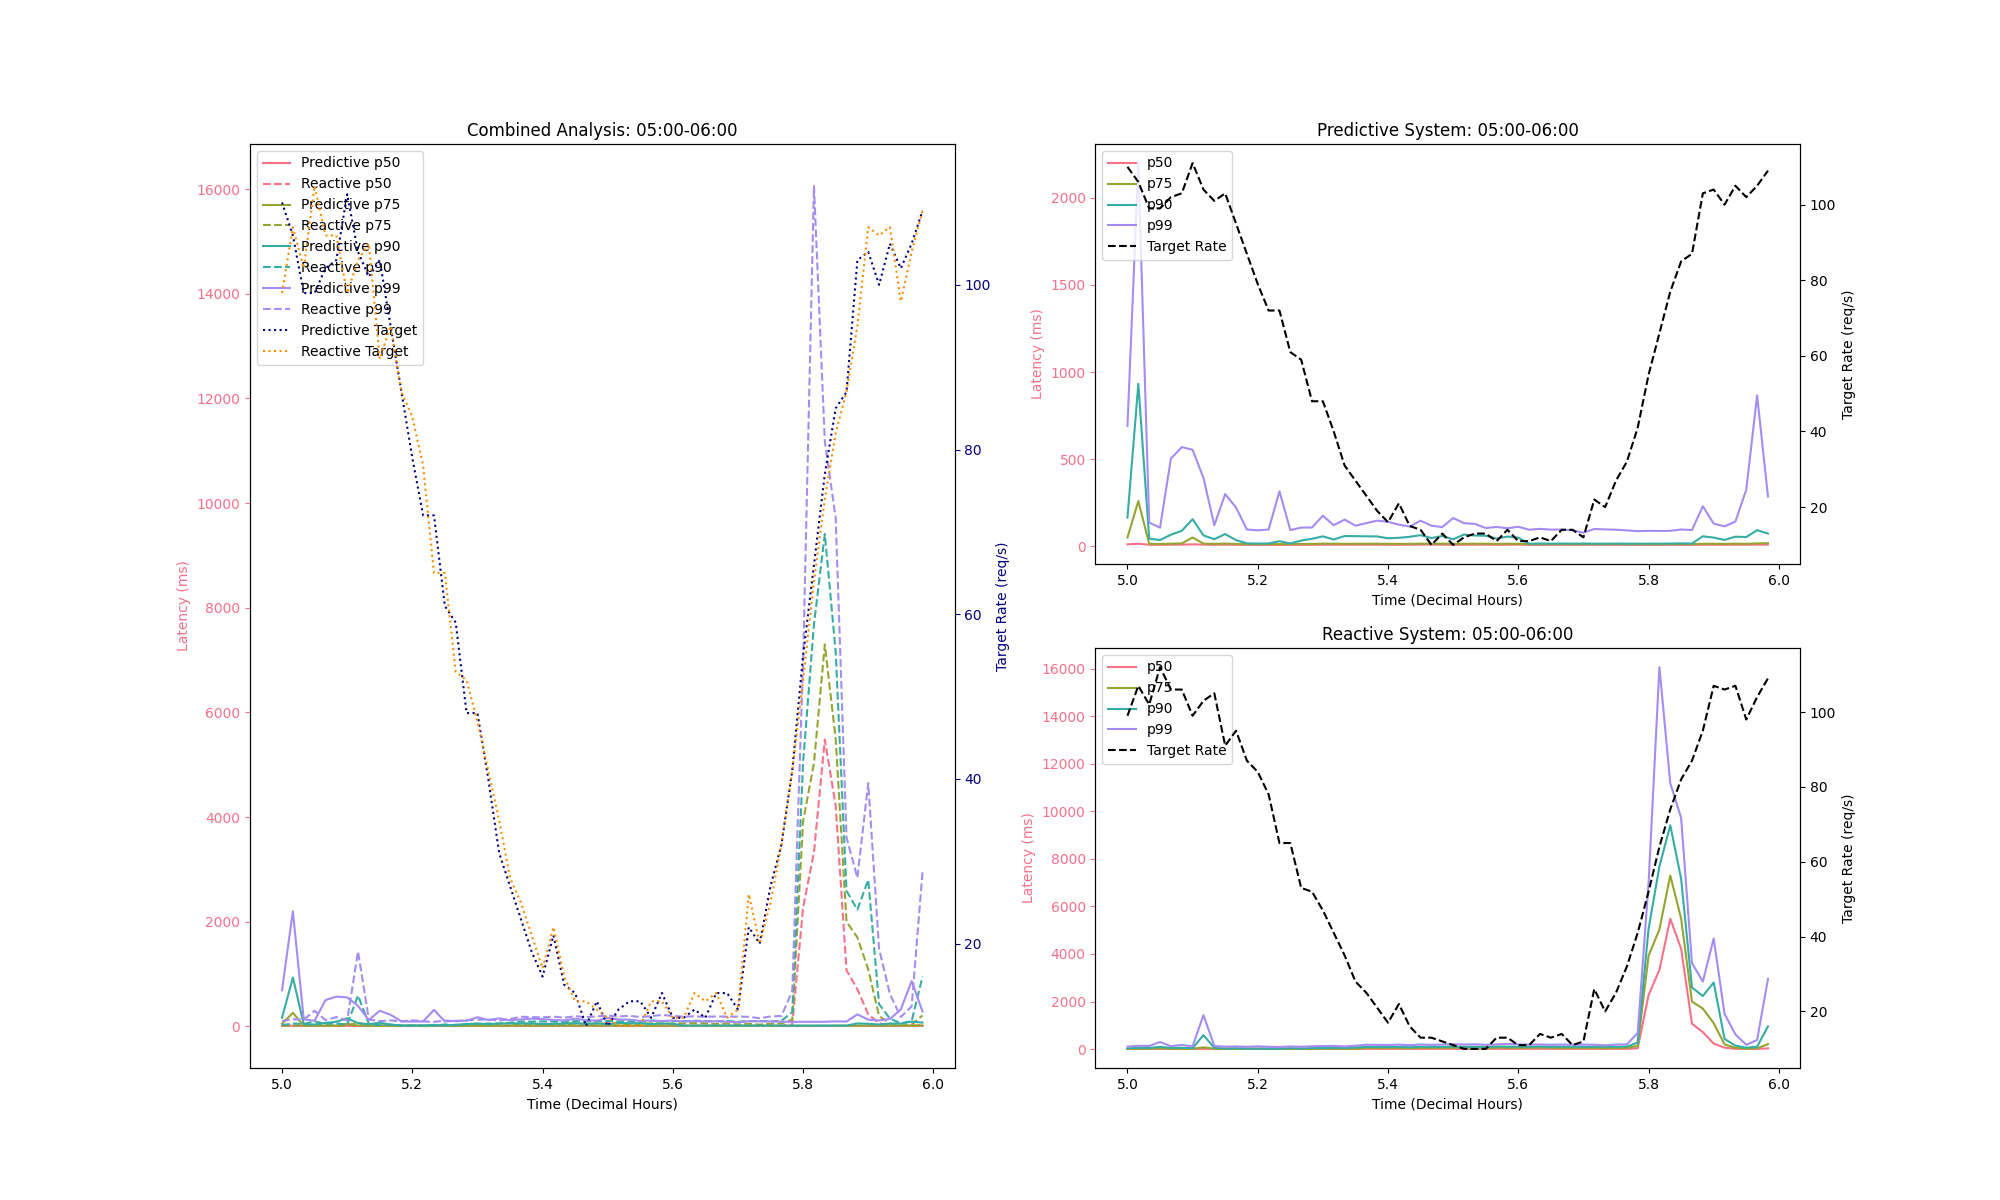 Combined Analysis: 05:00-06:00
Predictive p50
Reactive p50
Predictive p75
Reactive p75
Predictive p90
Reactive p90
Predictive p99
Reactive p99
Predictive Target
Reactive Target
16000
14000
12000
10000
8000
6000
4000
2000
0
Latency (ms)
100
80
60
40
20
Target Rate (req/s)
5.0 5.2 5.4 5.6 5.8 6.0
Time (Decimal Hours)
Predictive System: 05:00-06:00
p50
p75
p90
p99
Target Rate
2000
1500
1000
500
0
Latency (ms)
100
80
60
40
20
Target Rate (req/s)
5.0 5.2 5.4 5.6 5.8 6.0
Time (Decimal Hours)
Reactive System: 05:00-06:00
p50
p75
p90
p99
Target Rate
16000
14000
12000
10000
8000
6000
4000
2000
0
Latency (ms)
100
80
60
40
20
Target Rate (req/s)
5.0 5.2 5.4 5.6 5.8 6.0
Time (Decimal Hours)